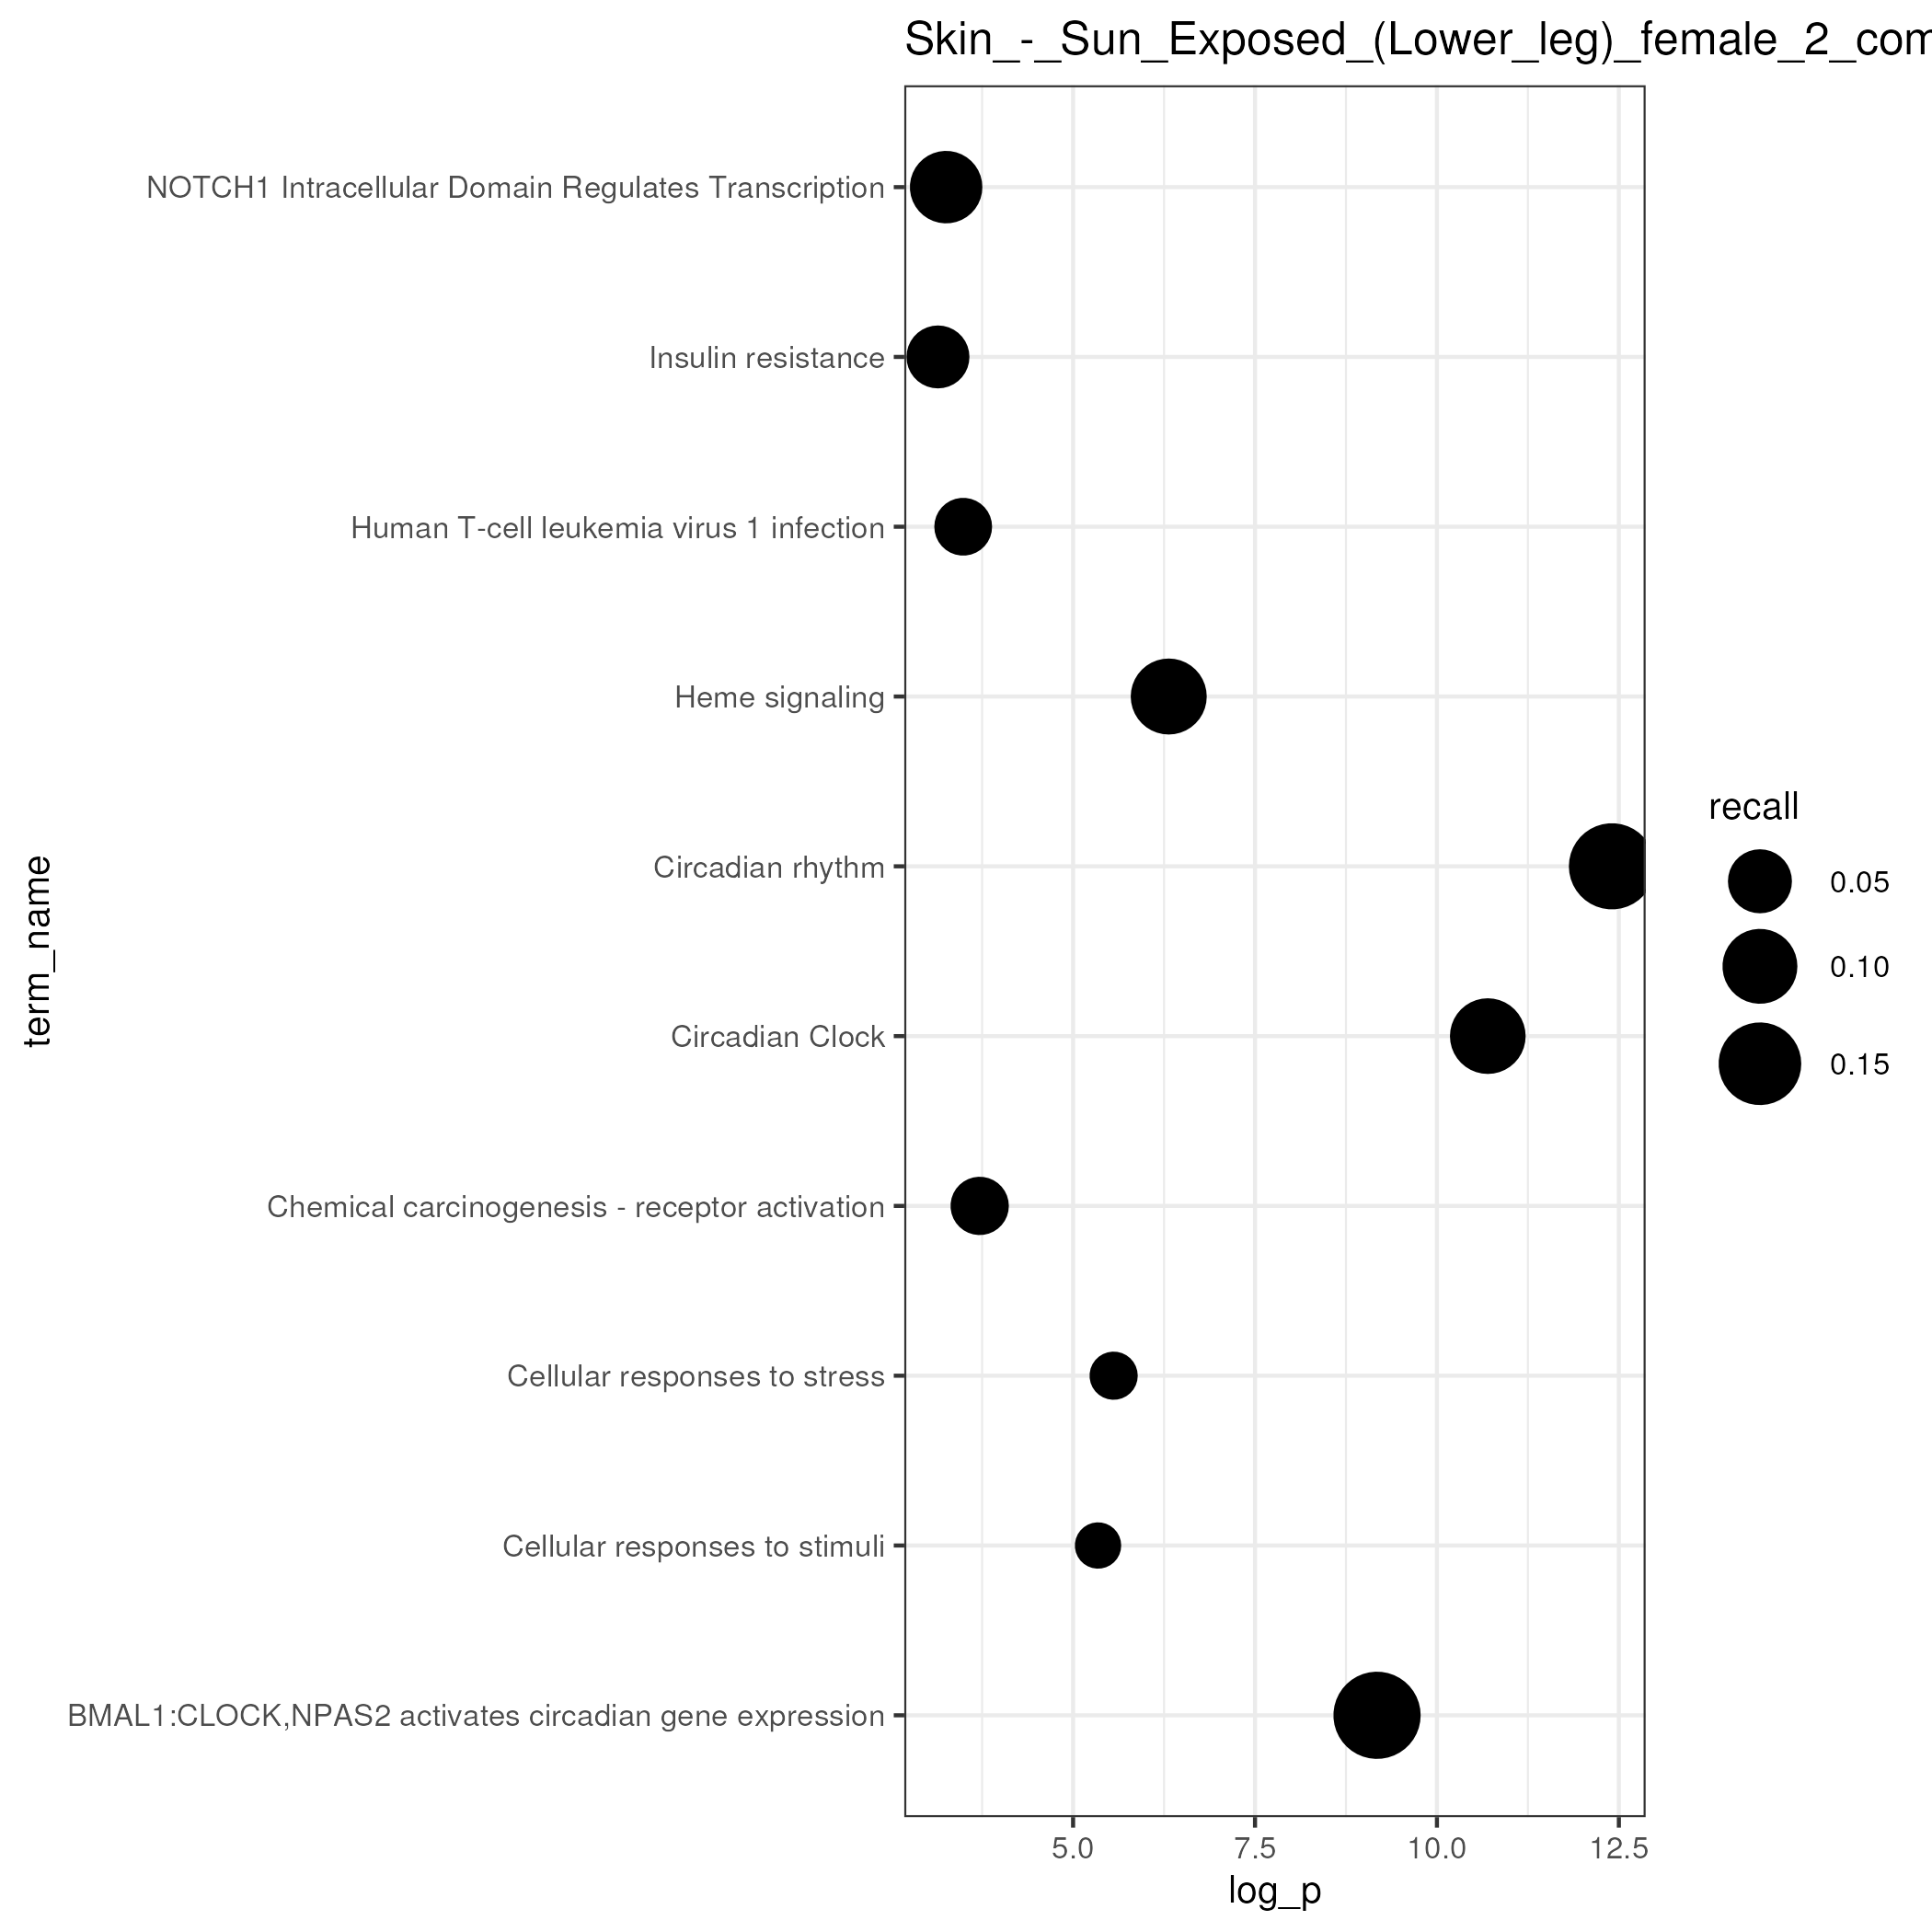 Skin_-_Sun_Exposed_(Lower_leg)_female_2_com
NOTCH1 Intracellular Domain Regulates Transcription
Insulin resistance
Human T-cell leukemia virus 1 infection
Heme signaling
Circadian rhythm
Circadian Clock
Chemical carcinogenesis - receptor activation
Cellular responses to stress
Cellular responses to stimuli
BMAL1:CLOCK,NPAS2 activates circadian gene expression
term_name
5.0 7.5 10.0 12.5
log_p
recall
0.05
0.10
0.15